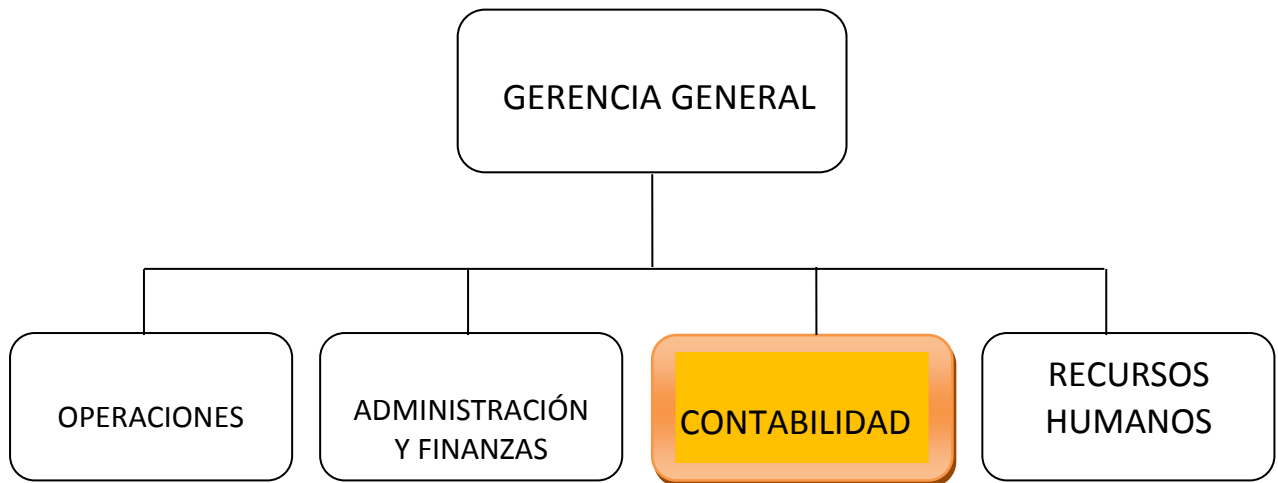 GERENCIA GENERAL
OPERACIONES
ADMINISTRACIÓN
Y FINANZAS
CONTABILIDAD
RECURSOS
HUMANOS